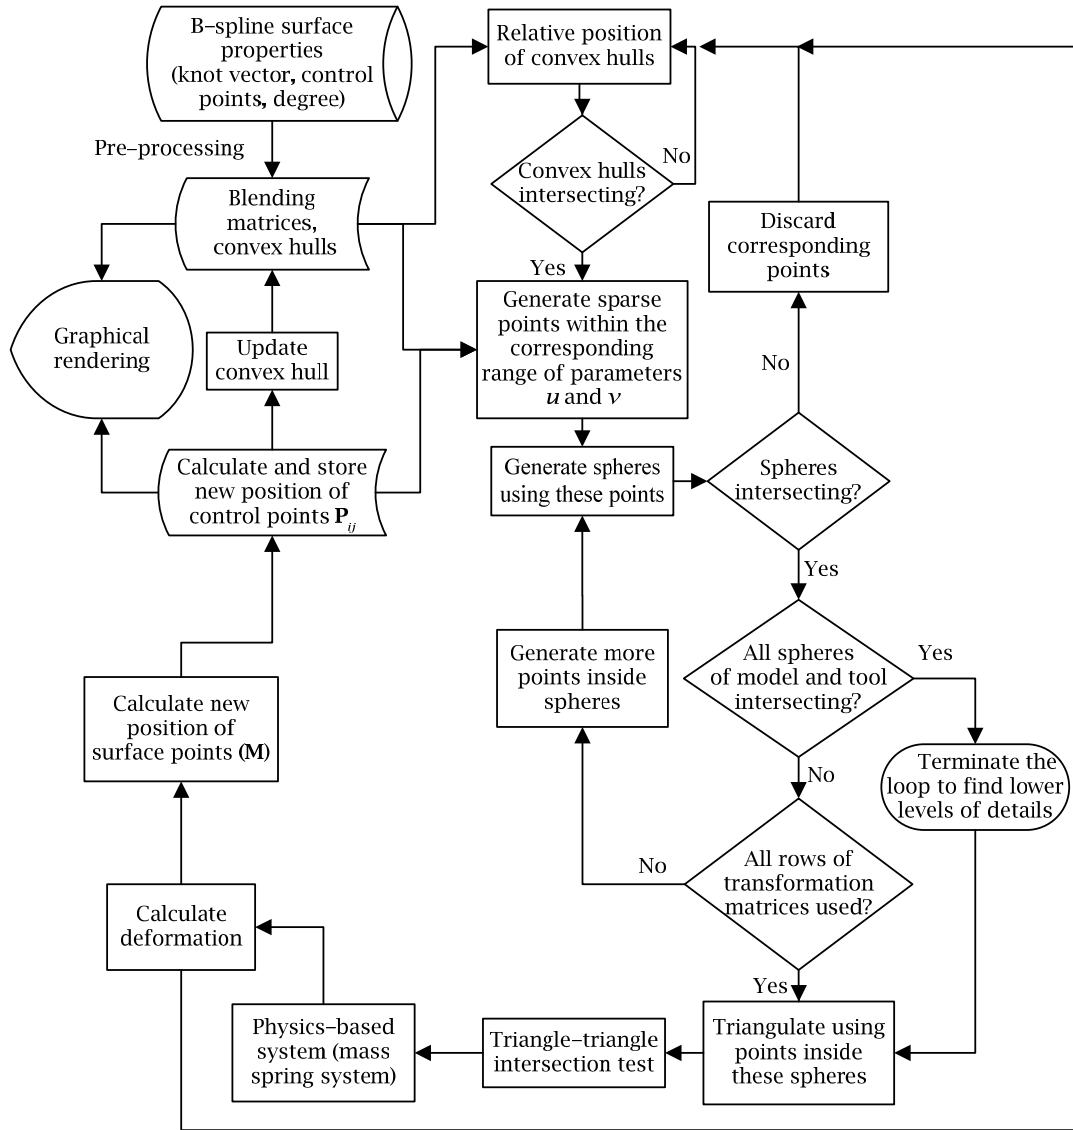 B–spline surface
properties
(knot vector, control
points, degree)
Pre–processing
Blending
matrices,
convex hulls
Graphical
rendering
Update
convex hull
Calculate and store
new position of
control points P_ij
Calculate new
position of
surface points (M)
Calculate
deformation
Physics–based
system (mass
spring system)
Triangle–triangle
intersection test
Relative position
of convex hulls
No
Convex hulls
intersecting?
Yes
Generate sparse
points within the
corresponding
range of parameters
u and v
Generate spheres
using these points
Generate more
points inside
spheres
Discard
corresponding
points
No
Spheres
intersecting?
Yes
All spheres
of model and tool
intersecting?
Yes
No
Terminate the
loop to find lower
levels of details
No
All rows of
transformation
matrices used?
Yes
Triangulate using
points inside
these spheres